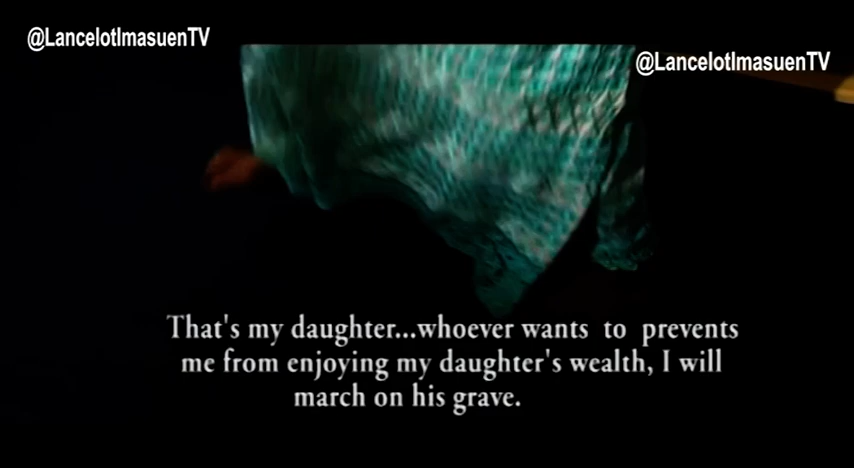 @LancelotImasuenTV
@LancelotImasuenTV
That's my daughter...whoever wants to prevents
me from enjoying my daughter's wealth, I will
march on his grave.